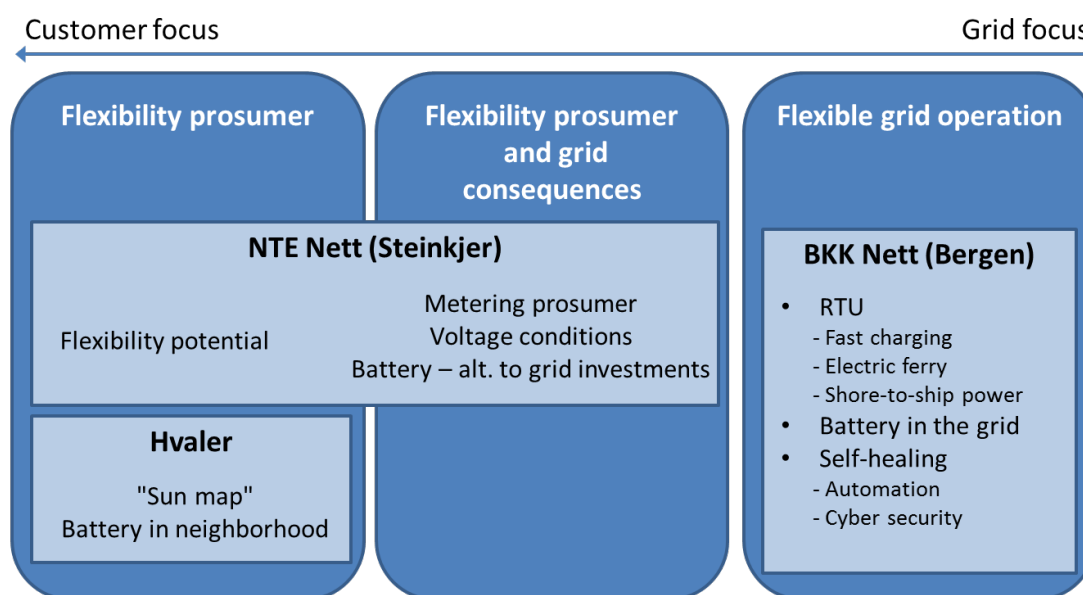 Customer focus
Grid focus
Flexibility prosumer
Flexibility prosumer
and grid
consequences
Flexible grid operation
NTE Nett (Steinkjer)
Flexibility potential
Metering prosumer
Voltage conditions
Battery – alt. to grid investments
Hvaler
"Sun map"
Battery in neighborhood
BKK Nett (Bergen)
• RTU
- Fast charging
- Electric ferry
- Shore-to-ship power
• Battery in the grid
• Self-healing
- Automation
- Cyber security